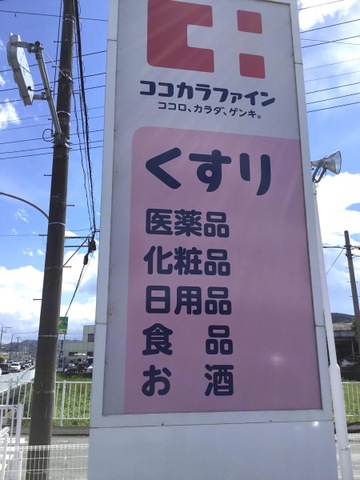 ココカラファイン
ココロ、カラダ、ゲンキ。
くすり
医薬品
化粧品
日用品
食品
お酒